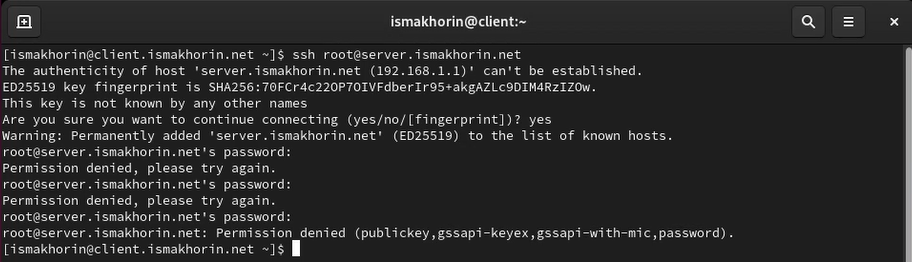 ismakhorin@client:~
[ismakhorin@client.ismakhorin.net ~]$ ssh root@server.ismakhorin.net
The authenticity of host 'server.ismakhorin.net (192.168.1.1)' can't be established.
ED25519 key fingerprint is SHA256:70FCr4c22OP7OIVFdberIr95+akgAZLc9DIM4RzIZOw.
This key is not known by any other names
Are you sure you want to continue connecting (yes/no/[fingerprint])? yes
Warning: Permanently added 'server.ismakhorin.net' (ED25519) to the list of known hosts.
root@server.ismakhorin.net's password:
Permission denied, please try again.
root@server.ismakhorin.net's password:
Permission denied, please try again.
root@server.ismakhorin.net's password:
root@server.ismakhorin.net: Permission denied (publickey,gssapi-keyex,gssapi-with-mic,password).
[ismakhorin@client.ismakhorin.net ~]$